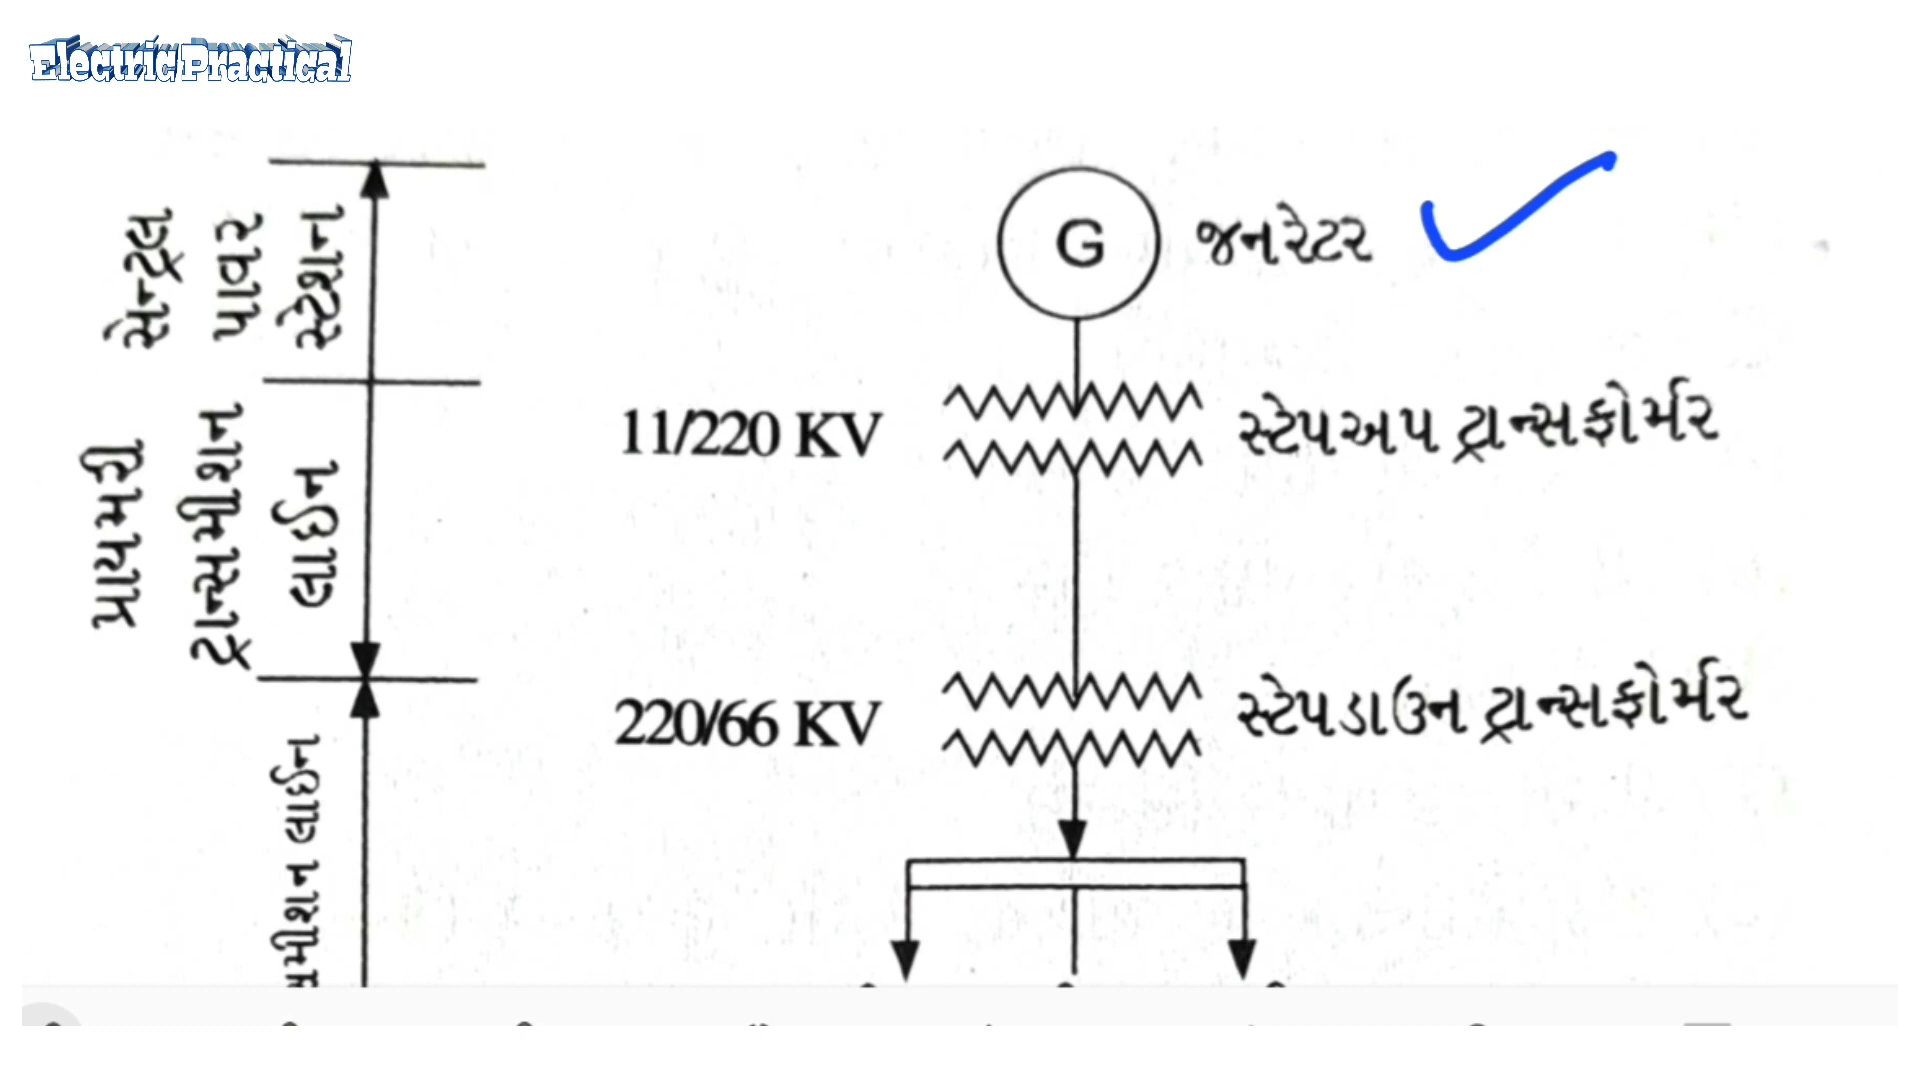 Electric Practical
સેન્ટ્રલ
પાવર
સ્ટેશન
G
જનરેટર
પ્રાયમરી
ટ્રાન્સમીશન
લાઈન
11/220 KV
સ્ટેપઅપ ટ્રાન્સફોર્મર
220/66 KV
સ્ટેપડાઉન ટ્રાન્સફોર્મર
લાઈન